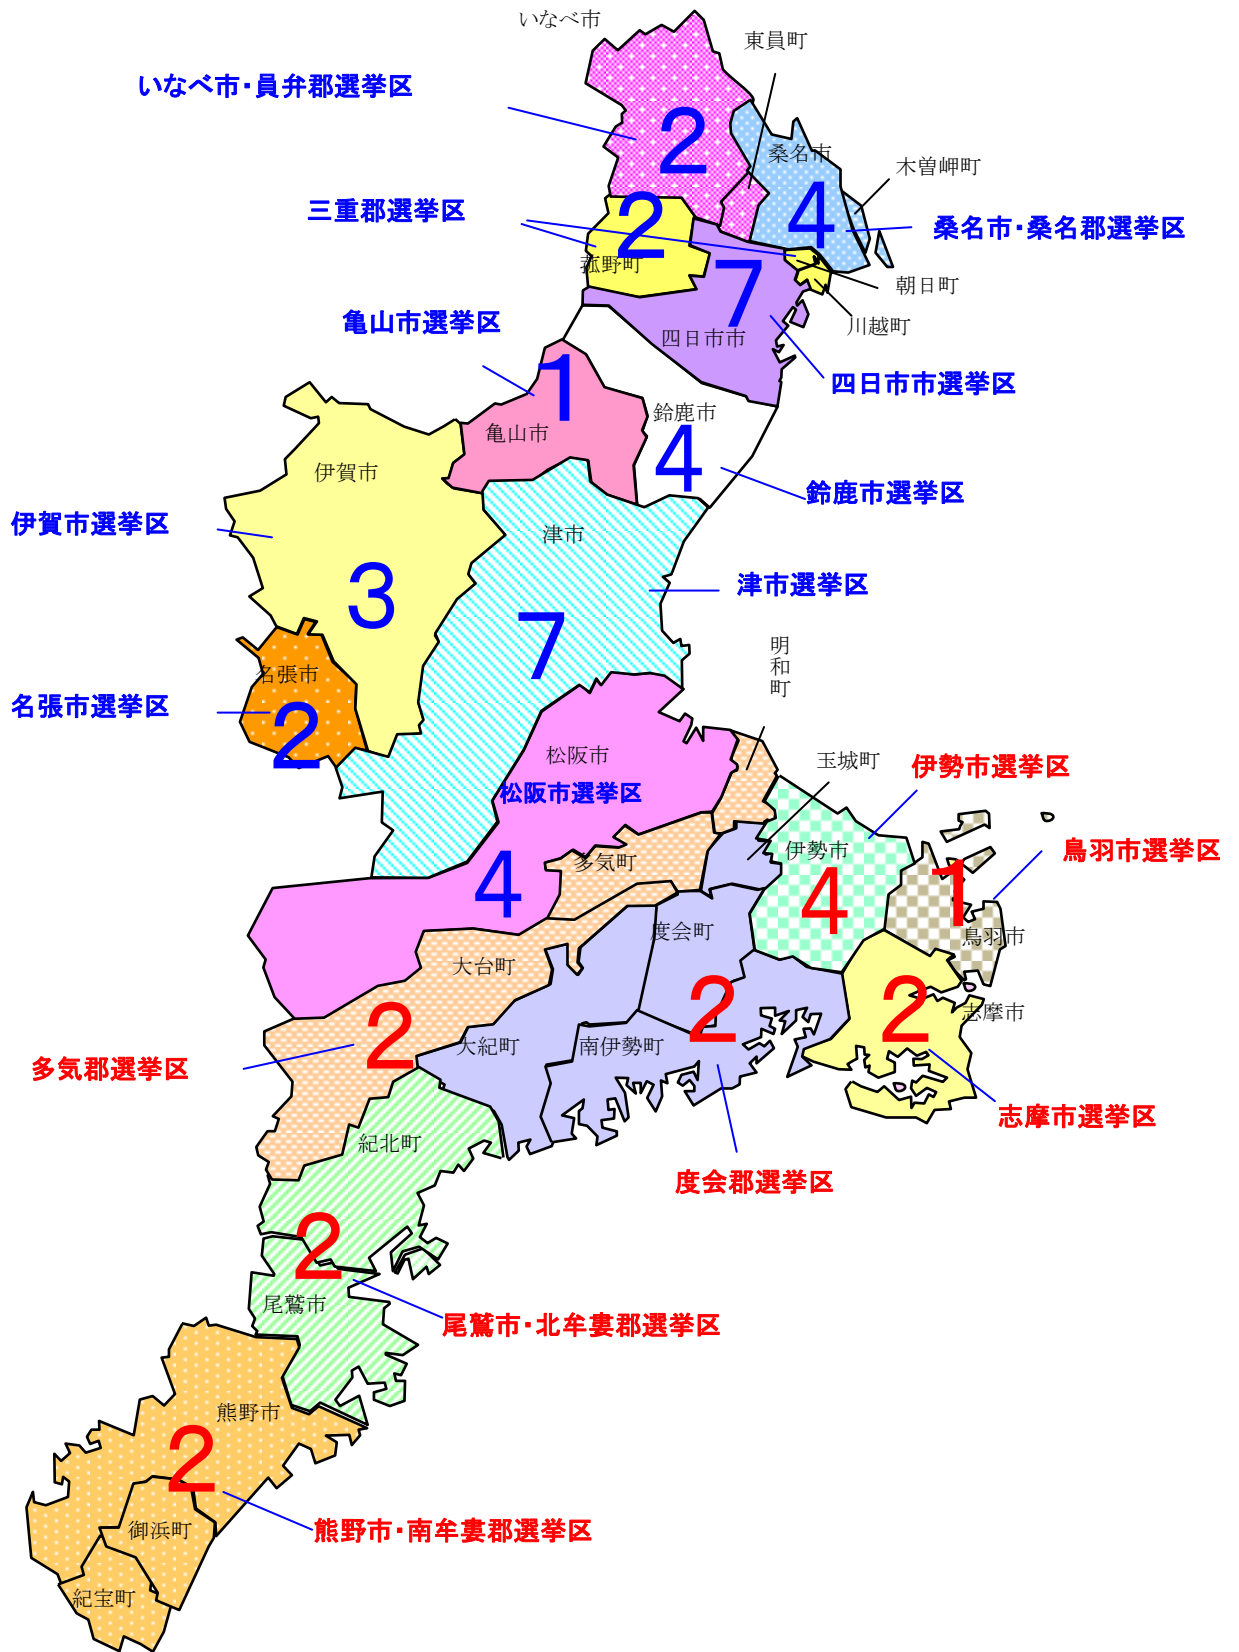 いなべ市
東員町
いなべ市・員弁郡選挙区
2
桑名市
木曽岬町
4
三重郡選挙区
2
桑名市・桑名郡選挙区
菰野町
7
朝日町
亀山市選挙区
川越町
四日市市
四日市市選挙区
1
鈴鹿市
亀山市
4
伊賀市
鈴鹿市選挙区
伊賀市選挙区
津市
3
津市選挙区
7
明和町
名張市
名張市選挙区
2
松阪市
玉城町
伊勢市選挙区
松阪市選挙区
伊勢市
鳥羽市選挙区
多気町
4
4
1
度会町
鳥羽市
大台町
2
2
志摩市
2
大紀町
南伊勢町
多気郡選挙区
志摩市選挙区
紀北町
度会郡選挙区
2
尾鷲市
尾鷲市・北牟婁郡選挙区
熊野市
2
御浜町
熊野市・南牟婁郡選挙区
紀宝町